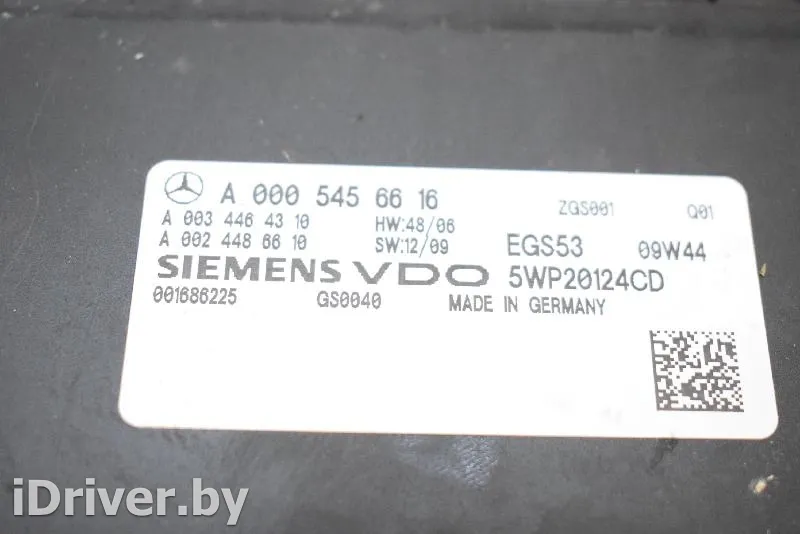 A 000 545 66 16 ZGS001 Q01
A 003 446 43 10 HW:48/06
A 002 448 66 10 SW:12/09 EGS53 09W44
SIEMENS VDO 5WP20124CD
001686225 GS0040 MADE IN GERMANY
iDriver.by